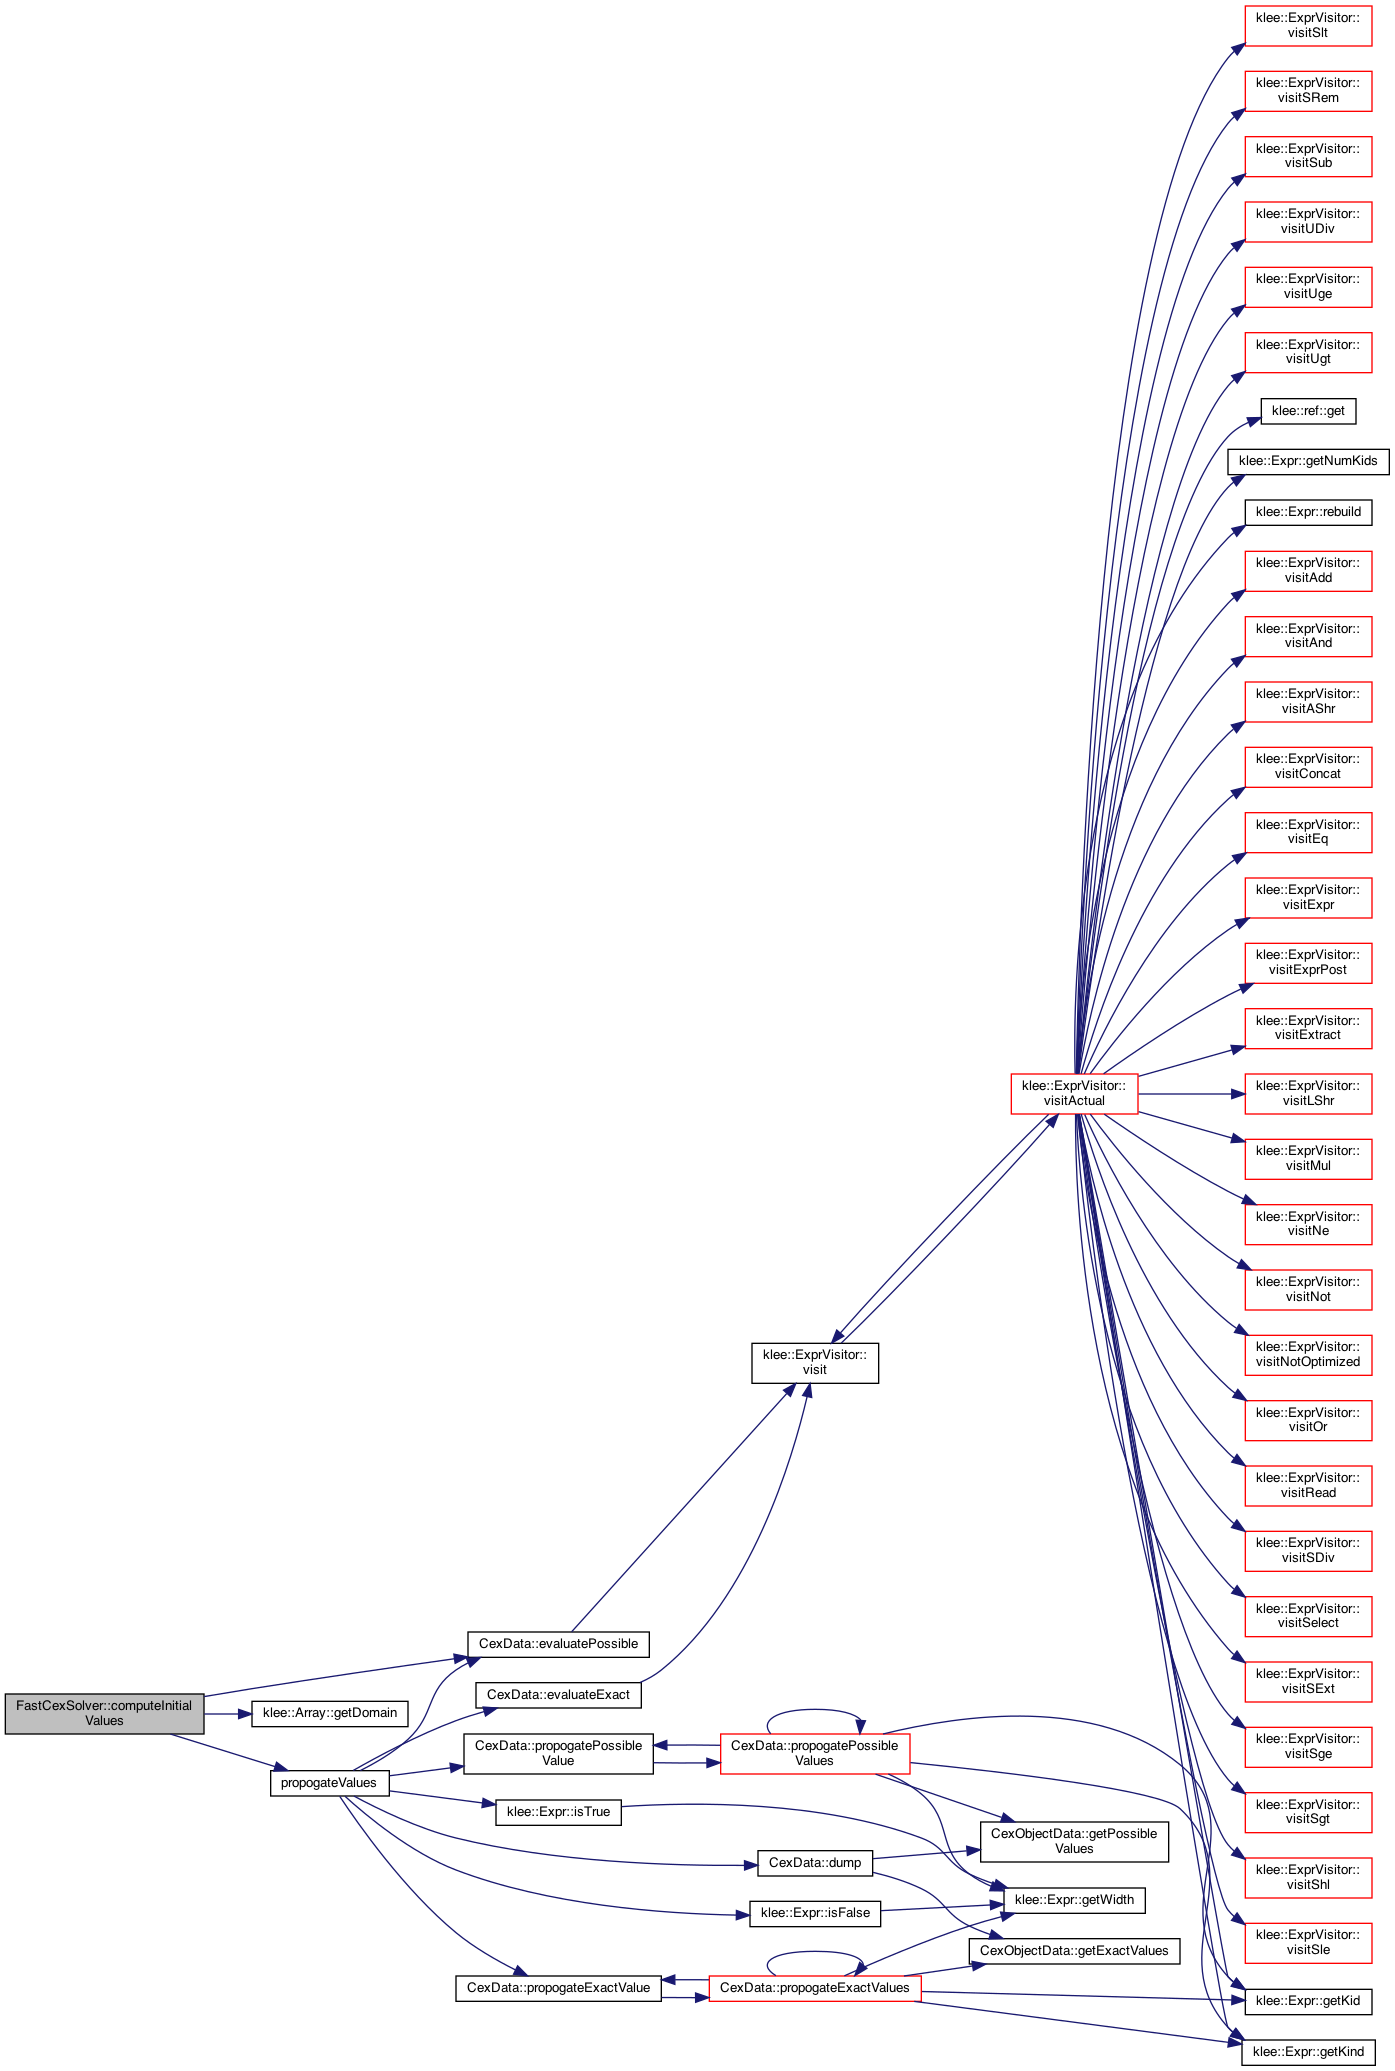 klee::ExprVisitor::
visitSlt
klee::ExprVisitor::
visitSRem
klee::ExprVisitor::
visitSub
klee::ExprVisitor::
visitUDiv
klee::ExprVisitor::
visitUge
klee::ExprVisitor::
visitUgt
klee::ref::get
klee::Expr::getNumKids
klee::Expr::rebuild
klee::ExprVisitor::
visitAdd
klee::ExprVisitor::
visitAnd
klee::ExprVisitor::
visitAShr
klee::ExprVisitor::
visitConcat
klee::ExprVisitor::
visitEq
klee::ExprVisitor::
visitExpr
klee::ExprVisitor::
visitExprPost
klee::ExprVisitor::
visitExtract
klee::ExprVisitor::
visitActual
klee::ExprVisitor::
visitLShr
klee::ExprVisitor::
visitMul
klee::ExprVisitor::
visitNe
klee::ExprVisitor::
visitNot
klee::ExprVisitor::
visit
klee::ExprVisitor::
visitNotOptimized
klee::ExprVisitor::
visitOr
klee::ExprVisitor::
visitRead
klee::ExprVisitor::
visitSDiv
klee::ExprVisitor::
visitSelect
CexData::evaluatePossible
klee::ExprVisitor::
visitSExt
CexData::evaluateExact
FastCexSolver::computeInitial
Values
klee::Array::getDomain
klee::ExprVisitor::
visitSge
CexData::propogatePossible
Value
CexData::propogatePossible
Values
propogateValues
klee::Expr::isTrue
klee::ExprVisitor::
visitSgt
CexObjectData::getPossible
Values
CexData::dump
klee::ExprVisitor::
visitShl
klee::Expr::getWidth
klee::Expr::isFalse
klee::ExprVisitor::
visitSle
CexObjectData::getExactValues
CexData::propogateExactValue
CexData::propogateExactValues
klee::Expr::getKid
klee::Expr::getKind